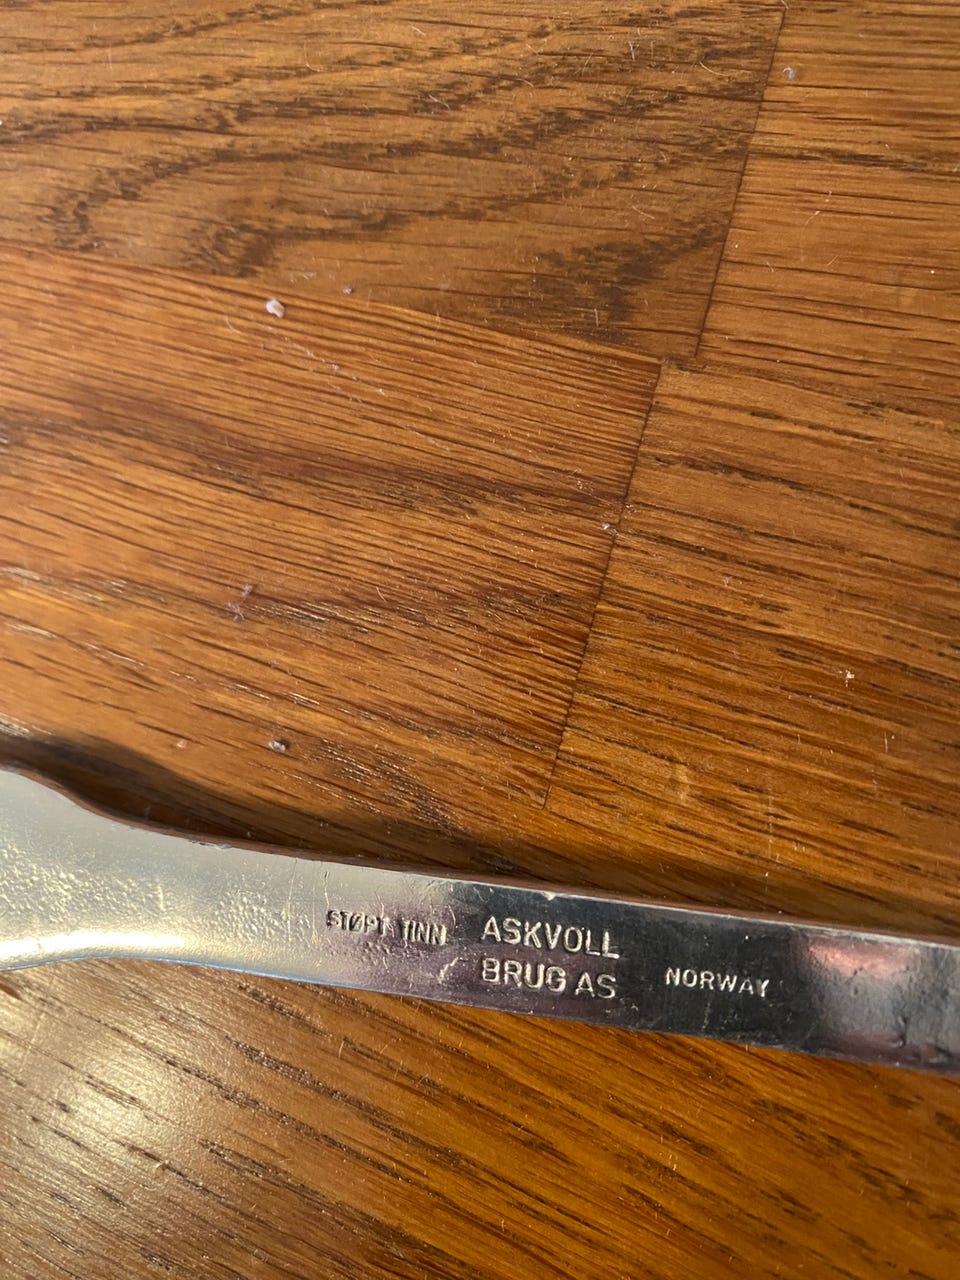 STØPT TINN
ASKVOLL
BRUG AS
NORWAY